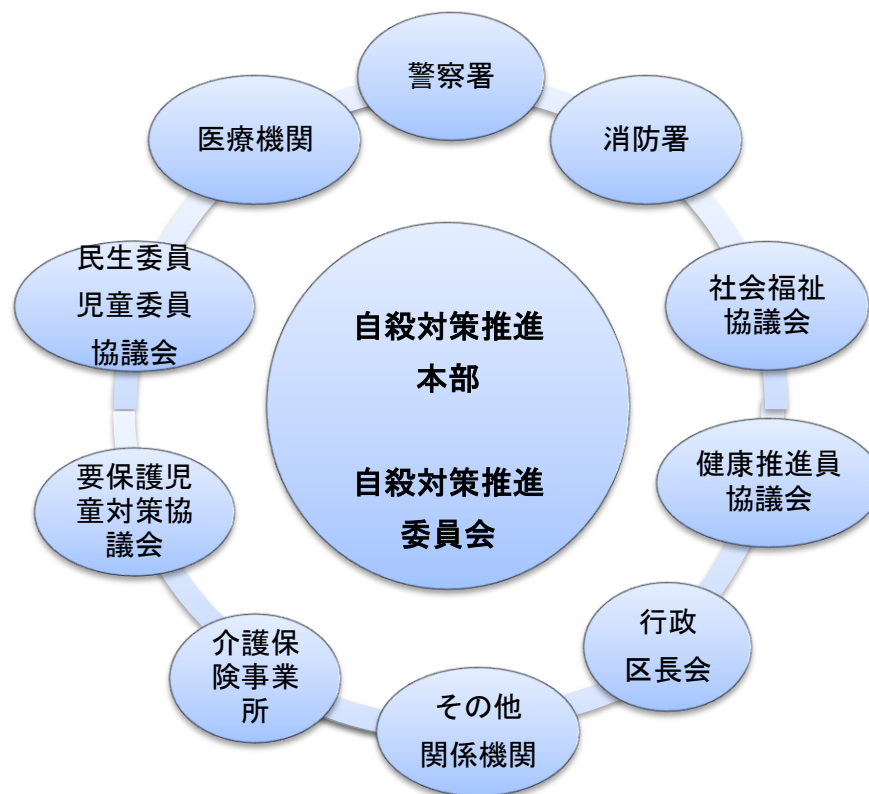 警察署
医療機関
消防署
民生委員
児童委員
協議会
社会福祉
協議会
自殺対策推進
本部
自殺対策推進
委員会
要保護児
童対策協
議会
健康推進員
協議会
介護保
険事業
所
行政
区長会
その他
関係機関